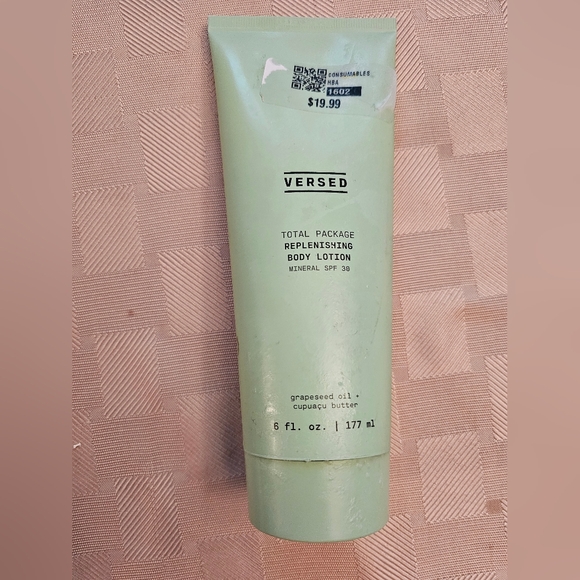 CONSUMABLES
HBA
1602
$19.99
VERSED
TOTAL PACKAGE
REPLENISHING
BODY LOTION
MINERAL SPF 30
grapeseed oil +
cupuaçu butter
6 fl. oz. | 177 ml